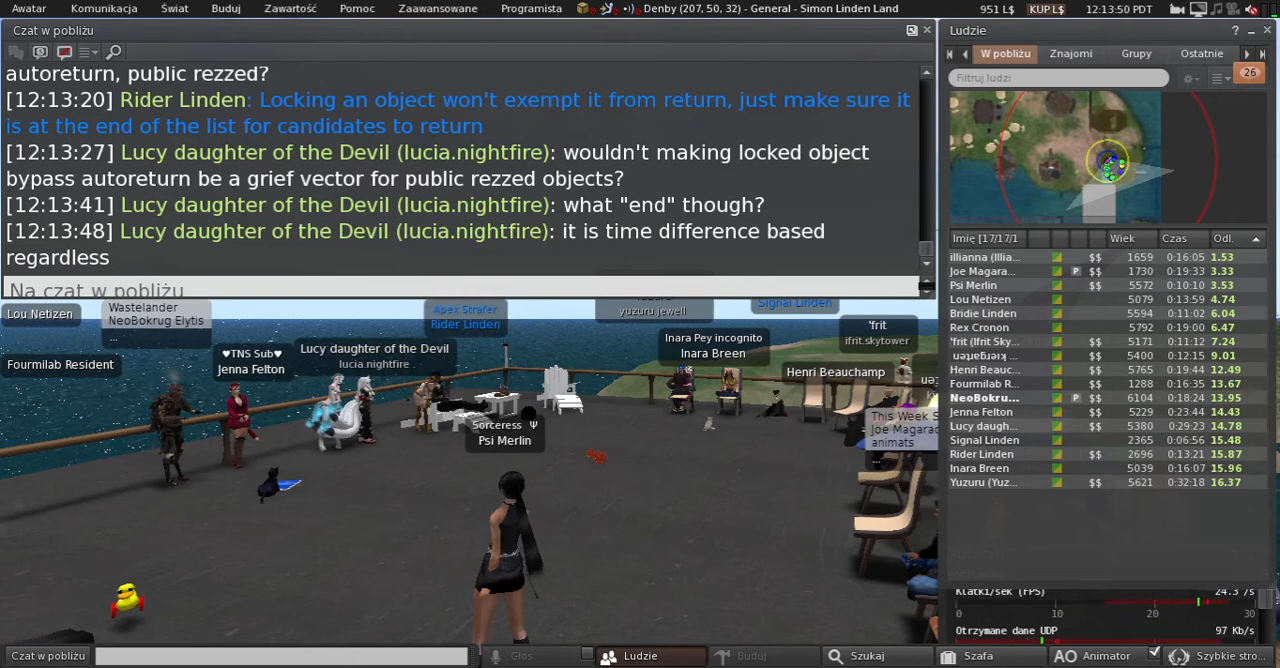 Awatar Komunikacja Świat Buduj Zawartość Pomoc Zaawansowane Programista Denby (207, 50, 32) - General - Simon Linden Land 951 L$ KUP L$ 12:13:50 PDT
Czat w pobliżu
autoreturn, public rezzed?
[12:13:20] Rider Linden: Locking an object won't exempt it from return, just make sure it
is at the end of the list for candidates to return
[12:13:27] Lucy daughter of the Devil (lucia.nightfire): wouldn't making locked object
bypass autoreturn be a grief vector for public rezzed objects?
[12:13:41] Lucy daughter of the Devil (lucia.nightfire): what "end" though?
[12:13:48] Lucy daughter of the Devil (lucia.nightfire): it is time difference based
regardless
Na czat w pobliżu
Ludzie
W pobliżu Znajomi Grupy Ostatnie
Filtruj ludzi
26
Imię [17/17/1 Wiek Czas Odl.
illianna (Illia... $$ 1659 0:16:05 1.53
Joe Magara... P $$ 1730 0:19:33 3.33
Psi Merlin $$ 5572 0:10:10 3.53
Lou Netizen 5079 0:13:59 4.74
Bridie Linden 5594 0:11:02 6.04
Rex Cronon 5792 0:19:00 6.47
'frit (Ifrit Sky... $$ 5171 0:11:12 7.24
$$ 5400 0:12:15 9.01
Henri Beauc... $$ 5765 0:19:44 12.49
Fourmilab R... $$ 1288 0:16:35 13.67
NeoBokru... P $$ 6104 0:18:24 13.95
Jenna Felton $$ 5229 0:23:44 14.43
Lucy daugh... $$ 5380 0:29:23 14.78
Signal Linden 2365 0:06:56 15.48
Rider Linden $$ 2696 0:13:21 15.87
Inara Breen 5039 0:16:07 15.96
Yuzuru (Yuz... $$ 5621 0:32:18 16.37
Klatki/sek (FPS) 24.3 /s
0 10 20 30
Otrzymane dane UDP 97 Kb/s
Lou Netizen
Wastelander
NeoBokrug Elytis
...
Apex Strafer
Rider Linden
yuzuru.jewell
Signal Linden
'frit
ifrit.skytower
Inara Pey incognito
Inara Breen
Lucy daughter of the Devil
lucia.nightfire
♥TNS Sub♥
Jenna Felton
Fourmilab Resident
Henri Beauchamp
This Week S
Joe Magarac
animats
...
Sorceress Ψ
Psi Merlin
Czat w pobliżu Głos Ludzie Buduj Szukaj Szafa AO Animator Szybkie stro...